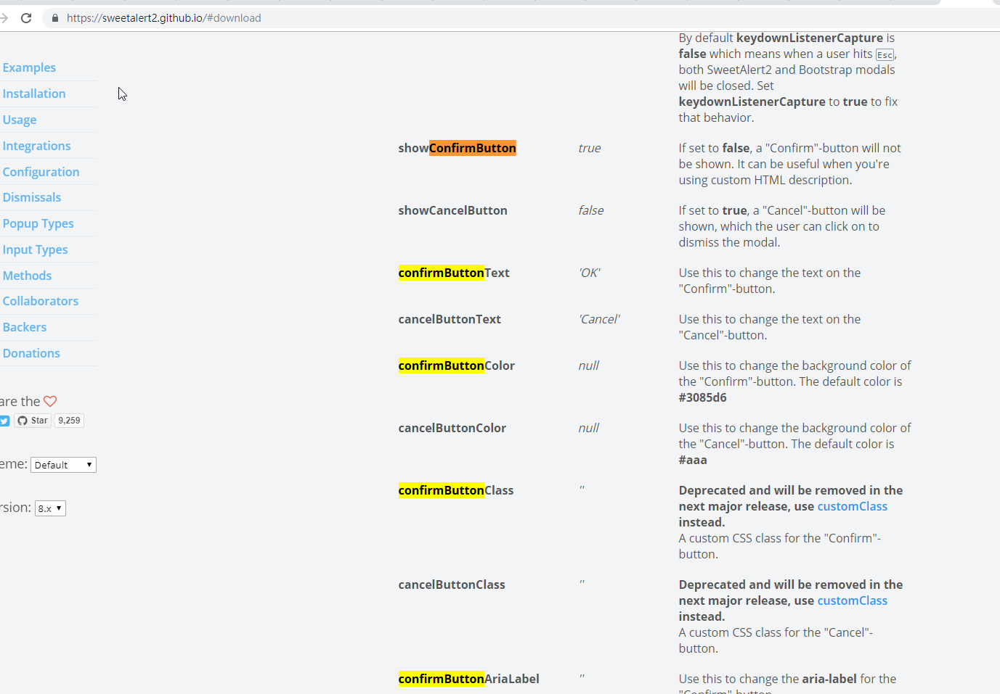 https://sweetalert2.github.io/#download
Examples
Installation
Usage
Integrations
Configuration
Dismissals
Popup Types
Input Types
Methods
Collaborators
Backers
Donations
are the
Star 9,259
eme: Default
rsion: 8.x
By default keydownListenerCapture is
false which means when a user hits Esc,
both SweetAlert2 and Bootstrap modals
will be closed. Set
keydownListenerCapture to true to fix
that behavior.
showConfirmButton true If set to false, a "Confirm"-button will not
be shown. It can be useful when you're
using custom HTML description.
showCancelButton false If set to true, a "Cancel"-button will be
shown, which the user can click on to
dismiss the modal.
confirmButtonText 'OK' Use this to change the text on the
"Confirm"-button.
cancelButtonText 'Cancel' Use this to change the text on the
"Cancel"-button.
confirmButtonColor null Use this to change the background color of
the "Confirm"-button. The default color is
#3085d6
cancelButtonColor null Use this to change the background color of
the "Cancel"-button. The default color is
#aaa
confirmButtonClass '' Deprecated and will be removed in the
next major release, use customClass
instead.
A custom CSS class for the "Confirm"-
button.
cancelButtonClass '' Deprecated and will be removed in the
next major release, use customClass
instead.
A custom CSS class for the "Cancel"-
button.
confirmButtonAriaLabel '' Use this to change the aria-label for the
"Confirm"-button.